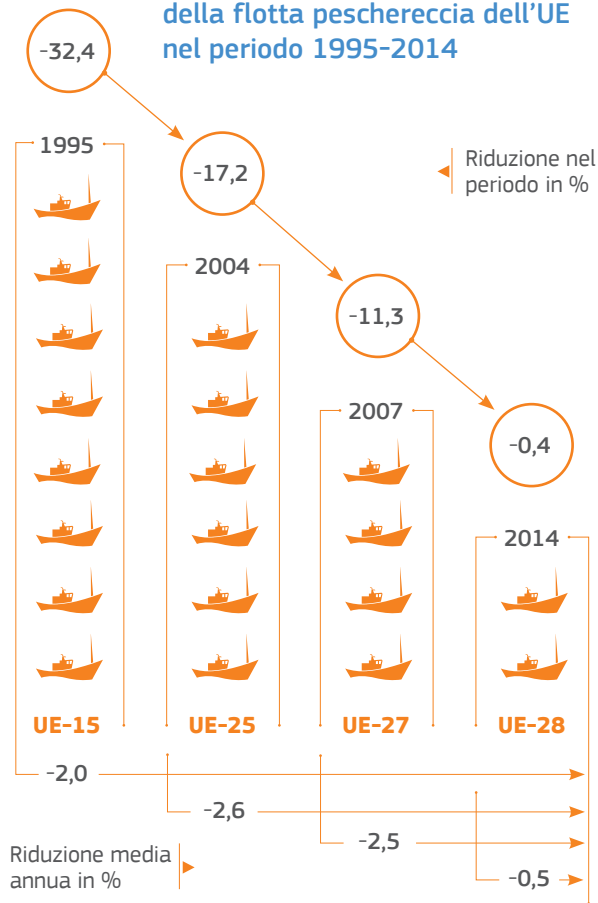 della flotta peschereccia dell'UE
nel periodo 1995-2014
-32,4
-17,2
-11,3
-0,4
Riduzione nel
periodo in %
1995
2004
2007
2014
UE-15
UE-25
UE-27
UE-28
-2,0
-2,6
-2,5
-0,5
Riduzione media
annua in %